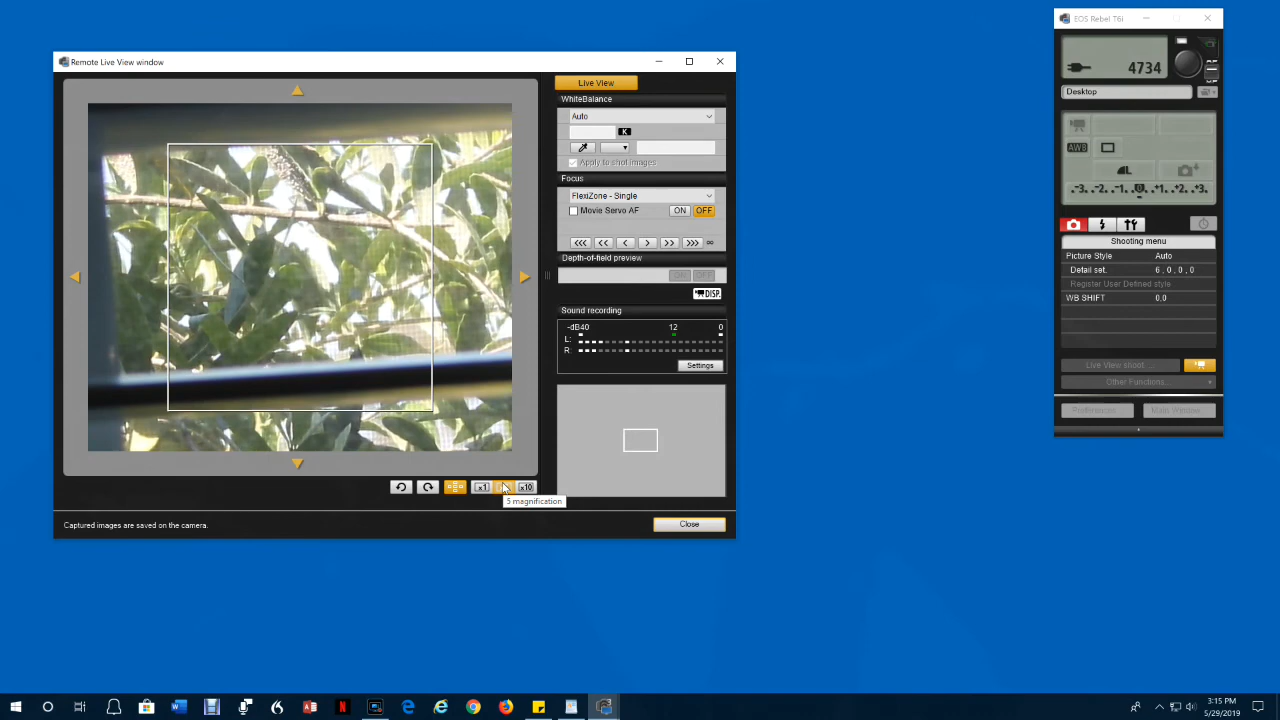 Remote Live View window
Live View
WhiteBalance
Auto
K
Apply to shot images
Focus
FlexiZone - Single
Movie Servo AF
ON
OFF
<<<
<<
<
>
>>
>>>
∞
Depth-of-field preview
ON
OFF
DISP.
Sound recording
-dB40
12
0
L:
R:
Settings
x1
x10
5 magnification
Captured images are saved on the camera.
Close
EOS Rebel T6i
4734
Desktop
AWB
-3..-2..-1..0..+1..+2..+3.
Shooting menu
Picture Style
Auto
Detail set.
6 , 0 , 0 , 0
Register User Defined style
WB SHIFT
0,0
Live View shoot. ...
Other Functions...
Preferences
Main Window
3:15 PM
5/29/2019